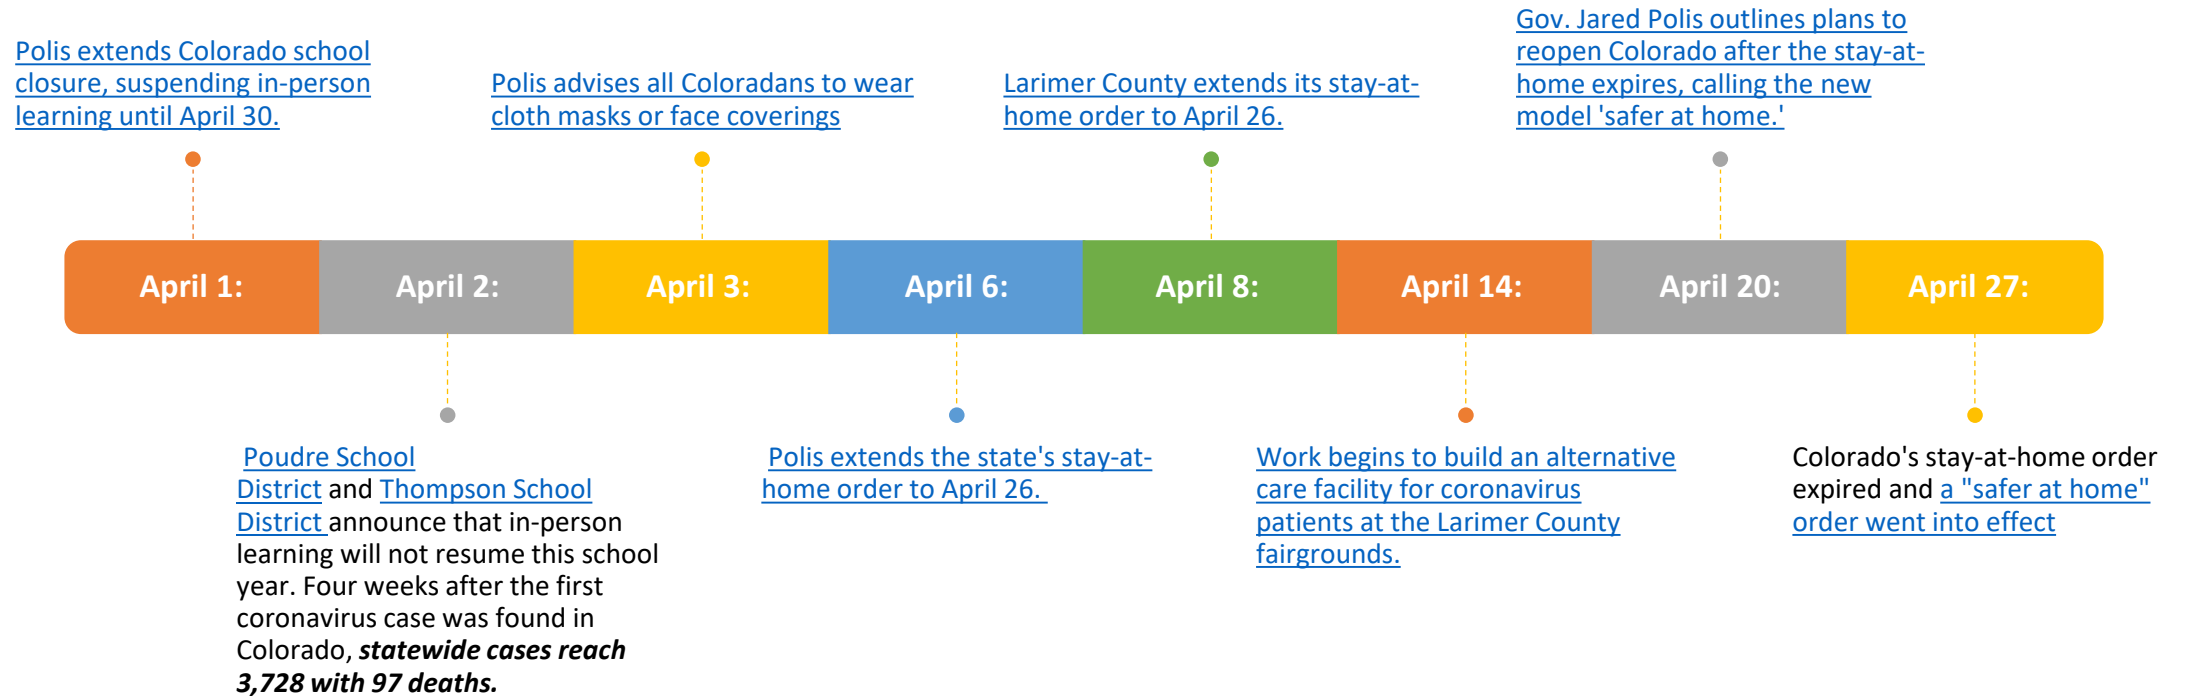 Polis extends Colorado school
closure, suspending in-person
learning until April 30.
Polis advises all Coloradans to wear
cloth masks or face coverings
Larimer County extends its stay-at-
home order to April 26.
Gov. Jared Polis outlines plans to
reopen Colorado after the stay-at-
home expires, calling the new
model 'safer at home.'
April 1:
April 2:
April 3:
April 6:
April 8:
April 14:
April 20:
April 27:
Poudre School
District and Thompson School
District announce that in-person
learning will not resume this school
year. Four weeks after the first
coronavirus case was found in
Colorado, statewide cases reach
3,728 with 97 deaths.
Polis extends the state's stay-at-
home order to April 26.
Work begins to build an alternative
care facility for coronavirus
patients at the Larimer County
fairgrounds.
Colorado's stay-at-home order
expired and a "safer at home"
order went into effect